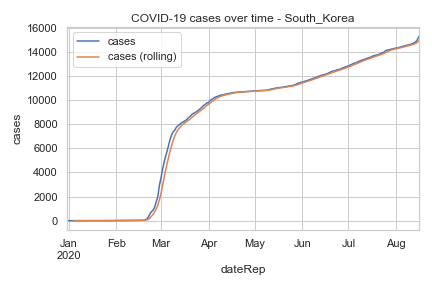 COVID-19 cases over time - South_Korea
cases
cases (rolling)
16000
14000
12000
10000
8000
6000
4000
2000
0
cases
Jan Feb Mar Apr May Jun Jul Aug
2020
dateRep